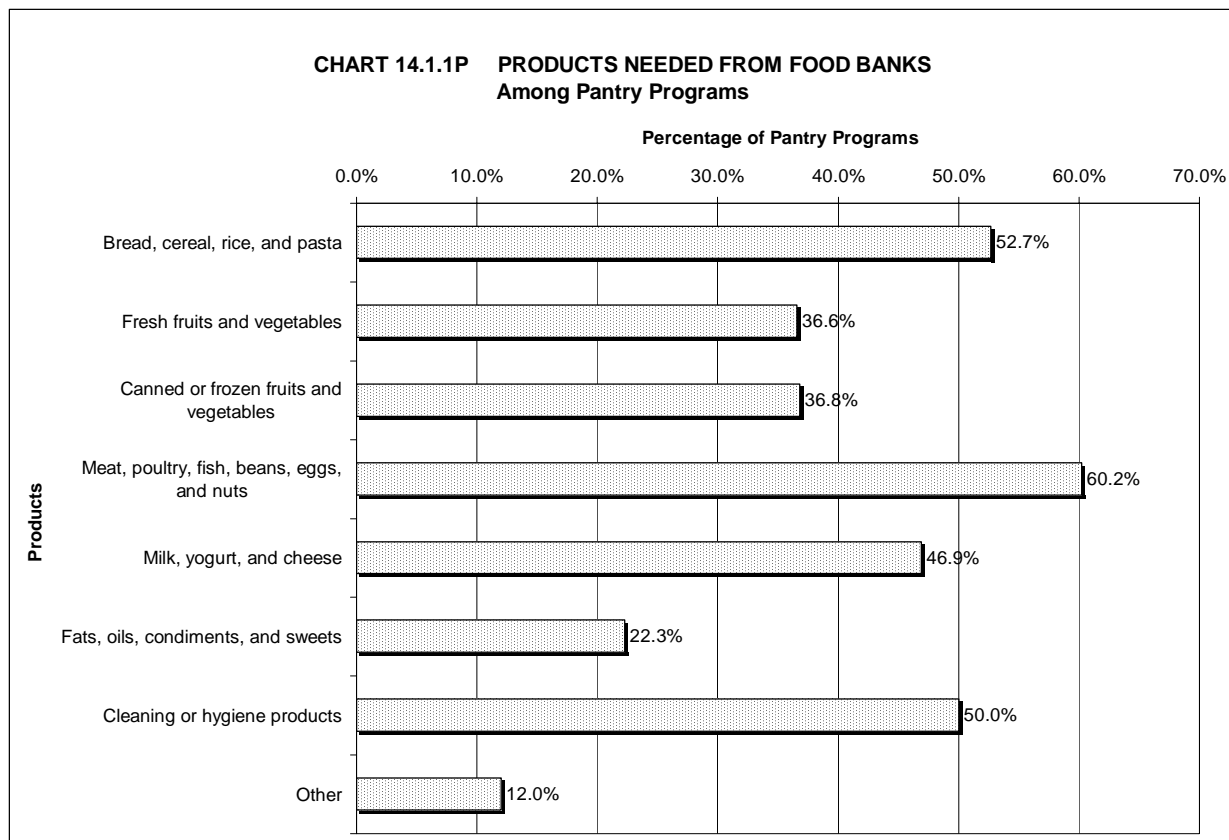 CHART 14.1.1P PRODUCTS NEEDED FROM FOOD BANKS
Among Pantry Programs
Percentage of Pantry Programs
0.0% 10.0% 20.0% 30.0% 40.0% 50.0% 60.0% 70.0%
Products
Bread, cereal, rice, and pasta 52.7%
Fresh fruits and vegetables 36.6%
Canned or frozen fruits and
vegetables 36.8%
Meat, poultry, fish, beans, eggs,
and nuts 60.2%
Milk, yogurt, and cheese 46.9%
Fats, oils, condiments, and sweets 22.3%
Cleaning or hygiene products 50.0%
Other 12.0%